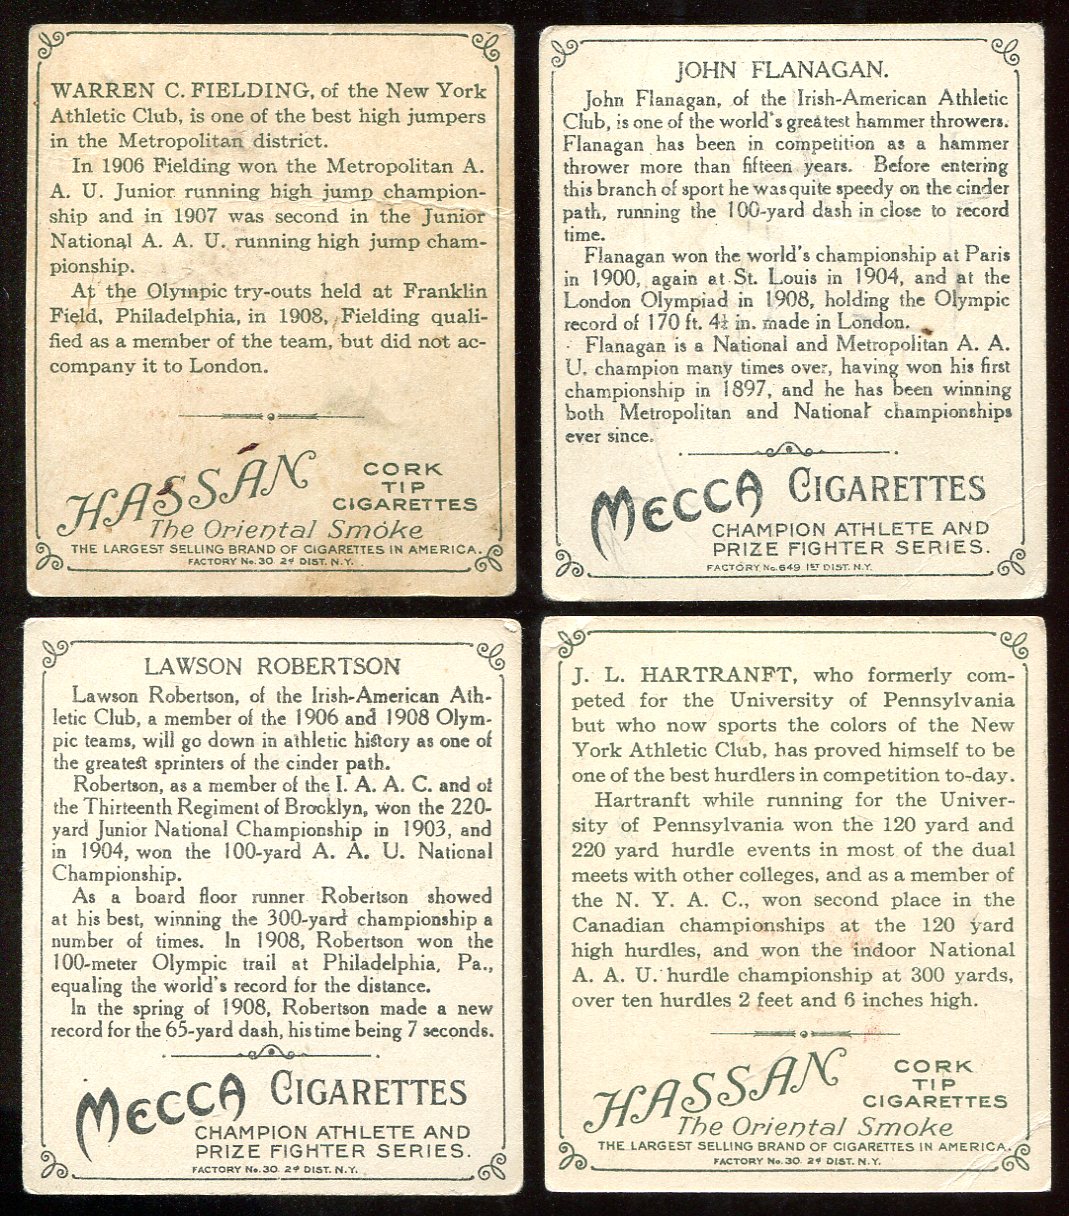 WARREN C. FIELDING, of the New York
Athletic Club, is one of the best high jumpers
in the Metropolitan district.
In 1906 Fielding won the Metropolitan A.
A. U. Junior running high jump champion-
ship and in 1907 was second in the Junior
National A. A. U. running high jump cham-
pionship.
At the Olympic try-outs held at Franklin
Field, Philadelphia, in 1908, Fielding quali-
fied as a member of the team, but did not ac-
company it to London.
HASSAN
CORK
TIP
CIGARETTES
The Oriental Smoke
THE LARGEST SELLING BRAND OF CIGARETTES IN AMERICA.
FACTORY No. 30. 2d DIST. N.Y.
JOHN FLANAGAN.
John Flanagan, of the Irish-American Athletic
Club, is one of the world's greatest hammer throwers.
Flanagan has been in competition as a hammer
thrower more than fifteen years. Before entering
this branch of sport he was quite speedy on the cinder
path, running the 100-yard dash in close to record
time.
Flanagan won the world's championship at Paris
in 1900, again at St. Louis in 1904, and at the
London Olympiad in 1908, holding the Olympic
record of 170 ft. 4¼ in. made in London.
Flanagan is a National and Metropolitan A. A.
U. champion many times over, having won his first
championship in 1897, and he has been winning
both Metropolitan and National championships
ever since.
MECCA CIGARETTES
CHAMPION ATHLETE AND
PRIZE FIGHTER SERIES.
FACTORY No. 649 1ST DIST. N.Y.
LAWSON ROBERTSON
Lawson Robertson, of the Irish-American Ath-
letic Club, a member of the 1906 and 1908 Olym-
pic teams, will go down in athletic history as one of
the greatest sprinters of the cinder path.
Robertson, as a member of the I. A. A. C. and of
the Thirteenth Regiment of Brooklyn, won the 220-
yard Junior National Championship in 1903, and
in 1904, won the 100-yard A. A. U. National
Championship.
As a board floor runner Robertson showed
at his best, winning the 300-yard championship a
number of times. In 1908, Robertson won the
100-meter Olympic trail at Philadelphia, Pa.,
equaling the world's record for the distance.
In the spring of 1908, Robertson made a new
record for the 65-yard dash, his time being 7 seconds.
MECCA CIGARETTES
CHAMPION ATHLETE AND
PRIZE FIGHTER SERIES.
FACTORY No. 30. 2d DIST. N.Y.
J. L. HARTRANFT, who formerly com-
peted for the University of Pennsylvania
but who now sports the colors of the New
York Athletic Club, has proved himself to be
one of the best hurdlers in competition to-day.
Hartranft while running for the Univer-
sity of Pennsylvania won the 120 yard and
220 yard hurdle events in most of the dual
meets with other colleges, and as a member of
the N. Y. A. C., won second place in the
Canadian championships at the 120 yard
high hurdles, and won the indoor National
A. A. U. hurdle championship at 300 yards,
over ten hurdles 2 feet and 6 inches high.
HASSAN
CORK
TIP
CIGARETTES
The Oriental Smoke
THE LARGEST SELLING BRAND OF CIGARETTES IN AMERICA.
FACTORY No. 30. 2d DIST. N.Y.